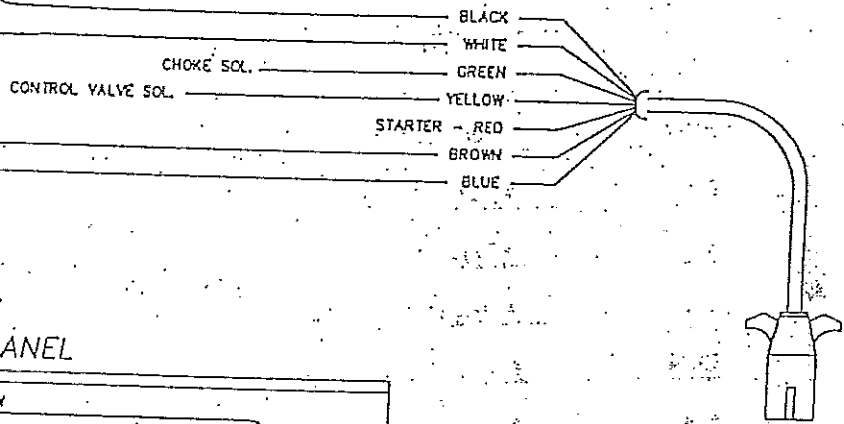 BLACK
WHITE
CHOKE SOL. GREEN
CONTROL VALVE SOL. YELLOW
STARTER - RED
BROWN
BLUE
ANEL